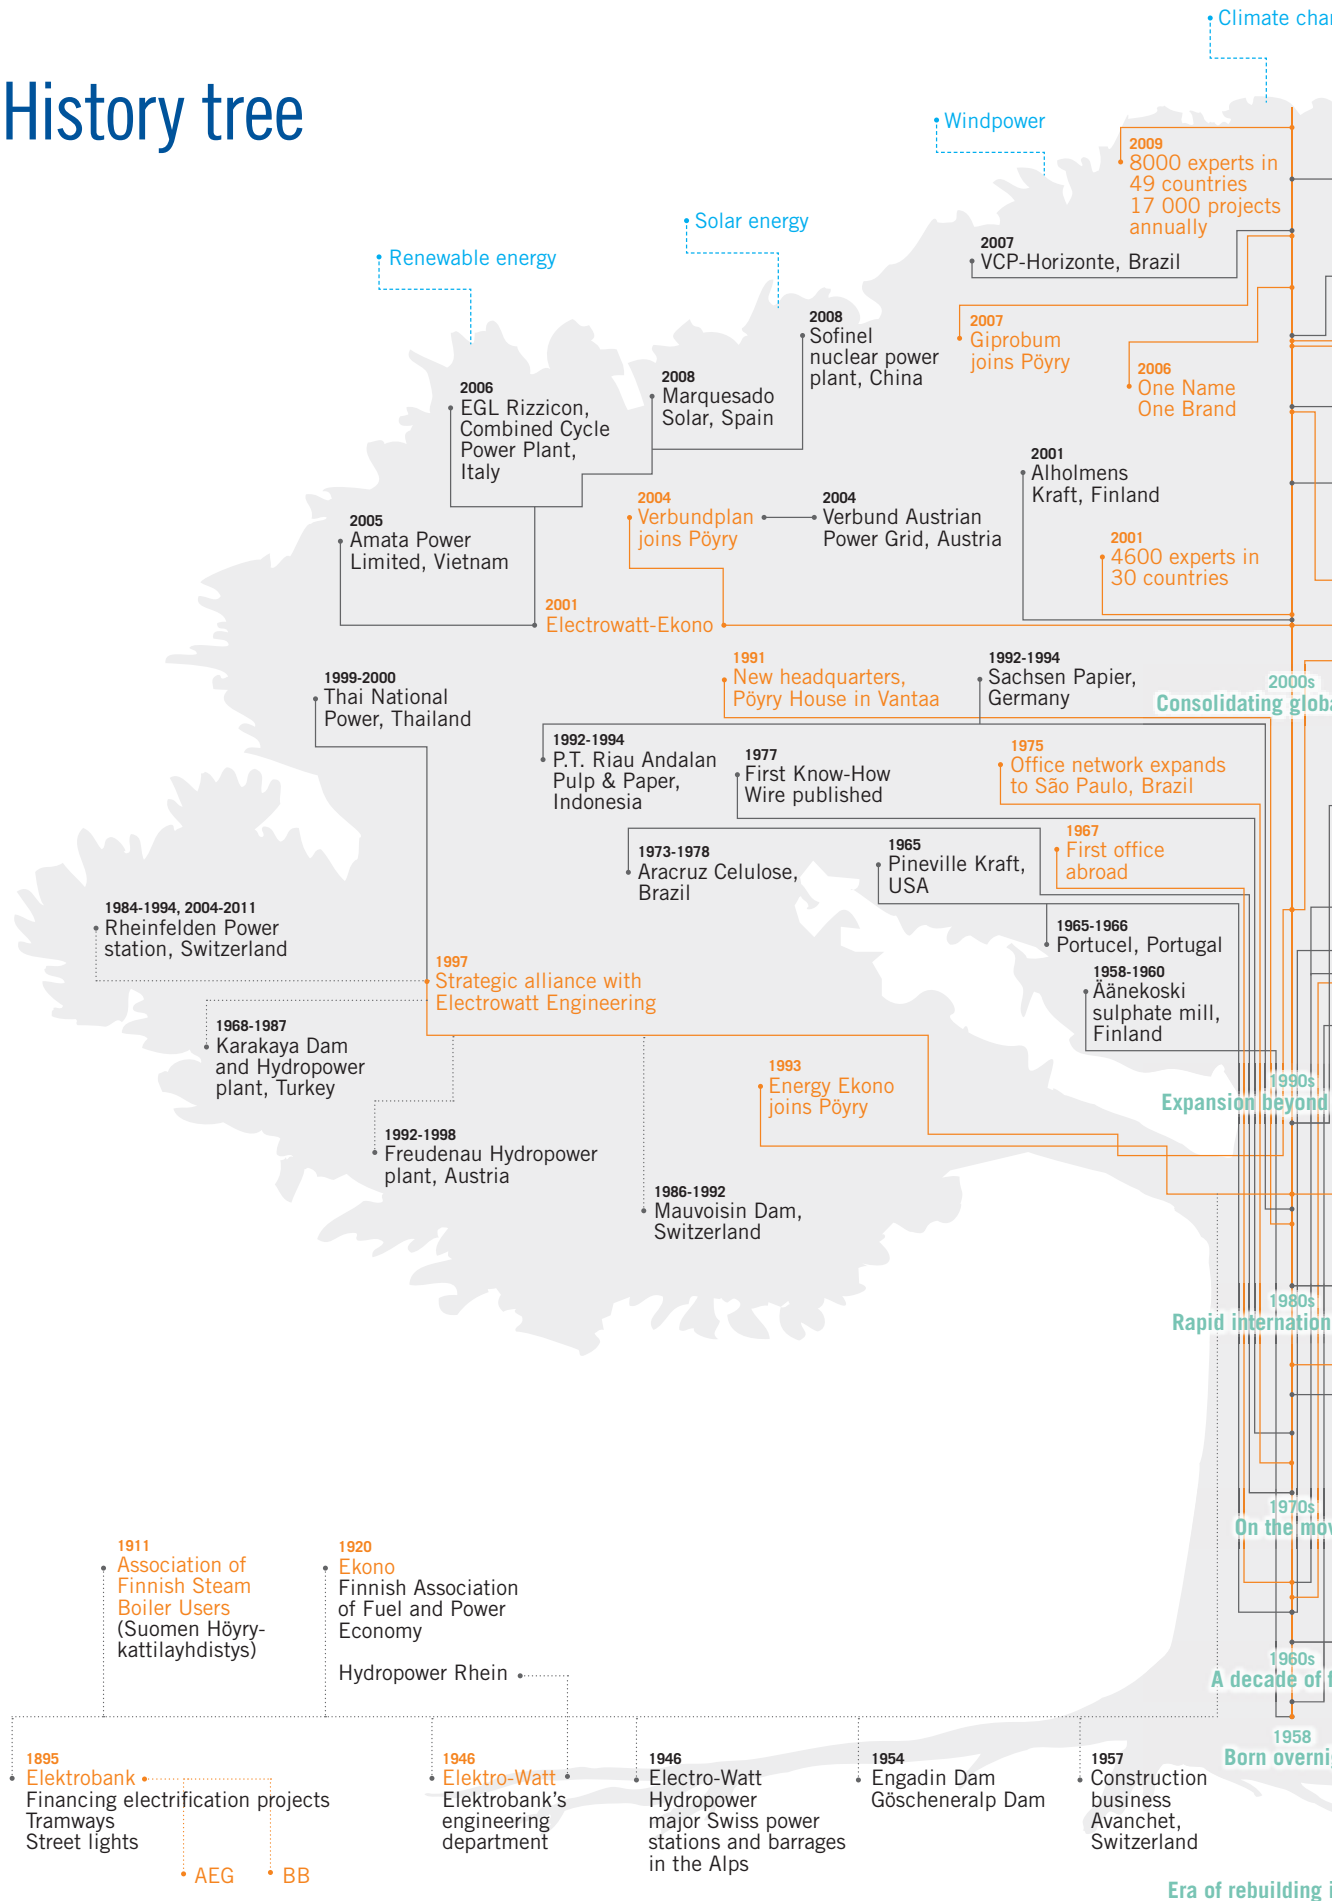 History tree
Climate
Windpower
Solar energy
Renewable energy
2009
8000 experts in
49 countries
17 000 projects
annually
2007
VCP-Horizonte, Brazil
2007
Giprobum
joins Pöyry
2006
One Name
One Brand
2008
Sofinel
nuclear power
plant, China
2008
Marquesado
Solar, Spain
2006
EGL Rizzicon,
Combined Cycle
Power Plant,
Italy
2001
Alholmens
Kraft, Finland
2004
Verbundplan
joins Pöyry
2004
Verbund Austrian
Power Grid, Austria
2005
Amata Power
Limited, Vietnam
2001
4600 experts in
30 countries
2001
Electrowatt-Ekono
1991
New headquarters,
Pöyry House in Vantaa
1992-1994
Sachsen Papier,
Germany
2000s
Consolidating
1999-2000
Thai National
Power, Thailand
1992-1994
P.T. Riau Andalan
Pulp & Paper,
Indonesia
1977
First Know-How
Wire published
1975
Office network expands
to São Paulo, Brazil
1973-1978
Aracruz Celulose,
Brazil
1965
Pineville Kraft,
USA
1967
First office
abroad
1984-1994, 2004-2011
Rheinfelden Power
station, Switzerland
1965-1966
Portucel, Portugal
1997
Strategic alliance with
Electrowatt Engineering
1958-1960
Äänekoski
sulphate mill,
Finland
1968-1987
Karakaya Dam
and Hydropower
plant, Turkey
1993
Energy Ekono
joins Pöyry
1990s
Expansion beyond
1992-1998
Freudenau Hydropower
plant, Austria
1986-1992
Mauvoisin Dam,
Switzerland
1980s
Rapid
1970s
On the
1911
Association of
Finnish Steam
Boiler Users
(Suomen Höyry-
kattilayhdistys)
1920
Ekono
Finnish Association
of Fuel and Power
Economy
Hydropower Rhein
1960s
A decade of
1958
Born
1895
Elektrobank
Financing electrification projects
Tramways
Street lights
AEG
BB
1946
Elektro-Watt
Elektrobank's
engineering
department
1946
Electro-Watt
Hydropower
major Swiss power
stations and barrages
in the Alps
1954
Engadin Dam
Göscheneralp Dam
1957
Construction
business
Avanchet,
Switzerland
Era of rebuilding